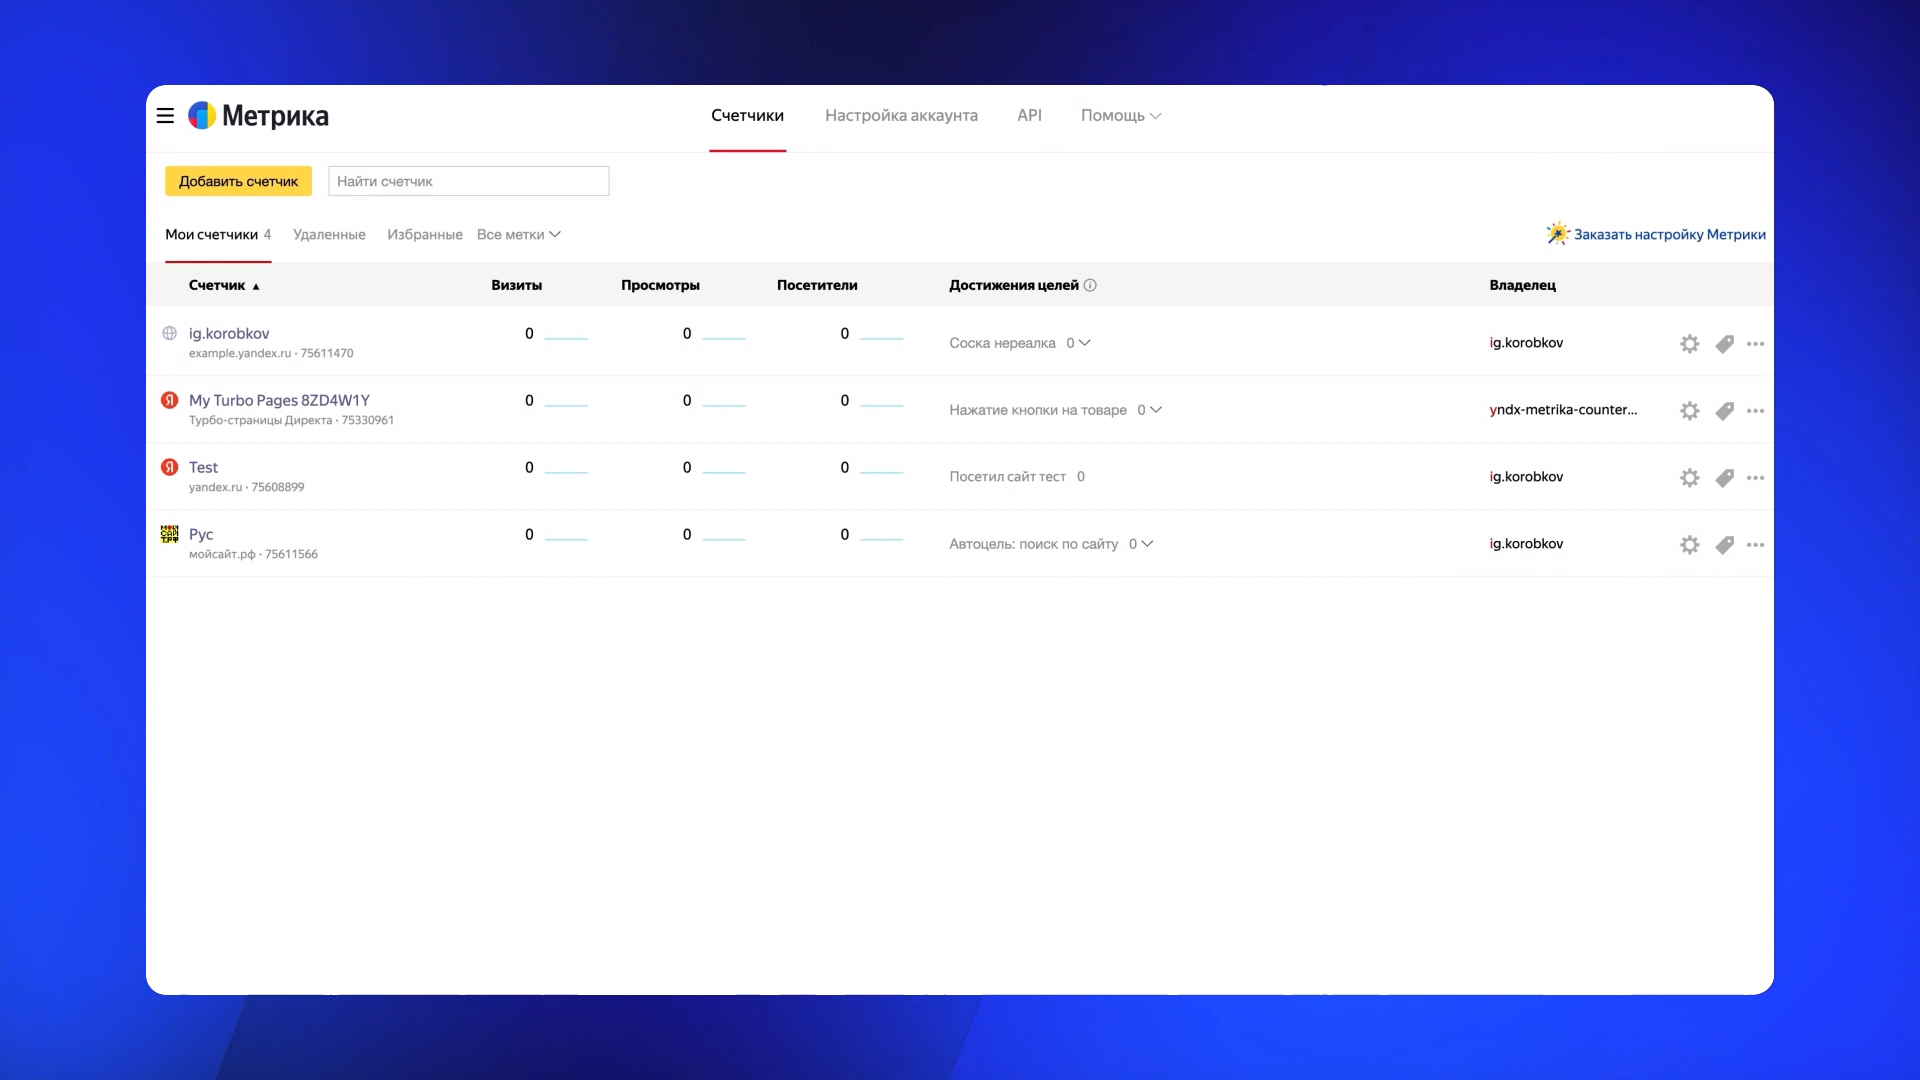 Метрика
Счетчики Настройка аккаунта API Помощь
Добавить счетчик Найти счетчик
Мои счетчики 4 Удаленные Избранные Все метки Заказать настройку Метрики
Счетчик ▲ Визиты Просмотры Посетители Достижения целей Владелец
ig.korobkov 0 0 0 Соска нереалка 0 ig.korobkov
example.yandex.ru · 75611470
Я My Turbo Pages 8ZD4W1Y 0 0 0 Нажатие кнопки на товаре 0 yndx-metrika-counter...
Турбо-страницы Директа · 75330961
Я Test 0 0 0 Посетил сайт тест 0 ig.korobkov
yandex.ru · 75608899
МОЙ САЙТ РФ Рус 0 0 0 Автоцель: поиск по сайту 0 ig.korobkov
мойсайт.рф · 75611566